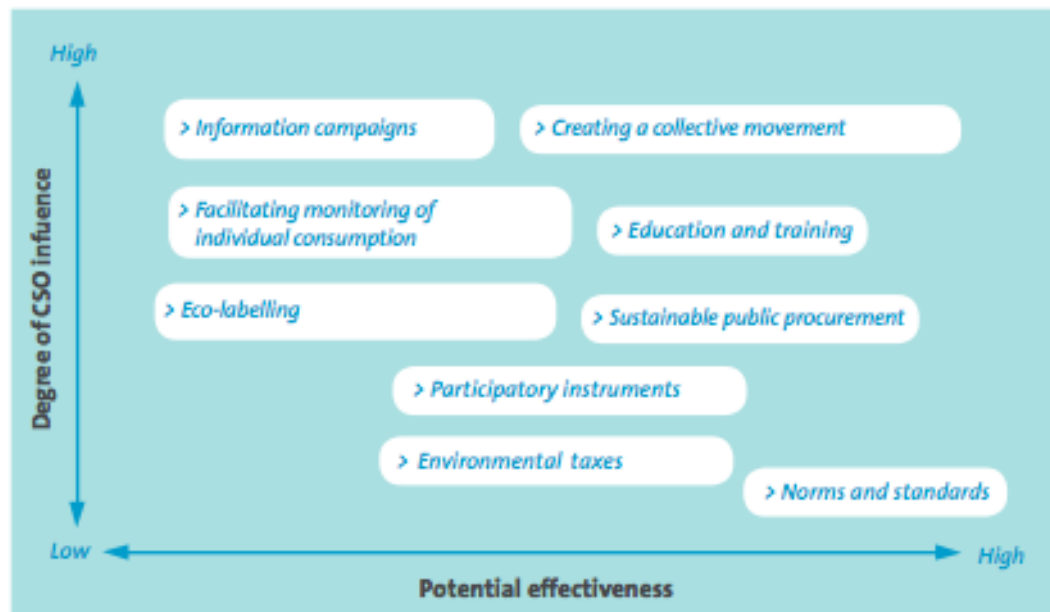 High
> Information campaigns
> Creating a collective movement
> Facilitating monitoring of
individual consumption
> Education and training
> Eco-labelling
> Sustainable public procurement
> Participatory instruments
> Environmental taxes
> Norms and standards
Degree of CSO infuence
Low
High
Potential effectiveness